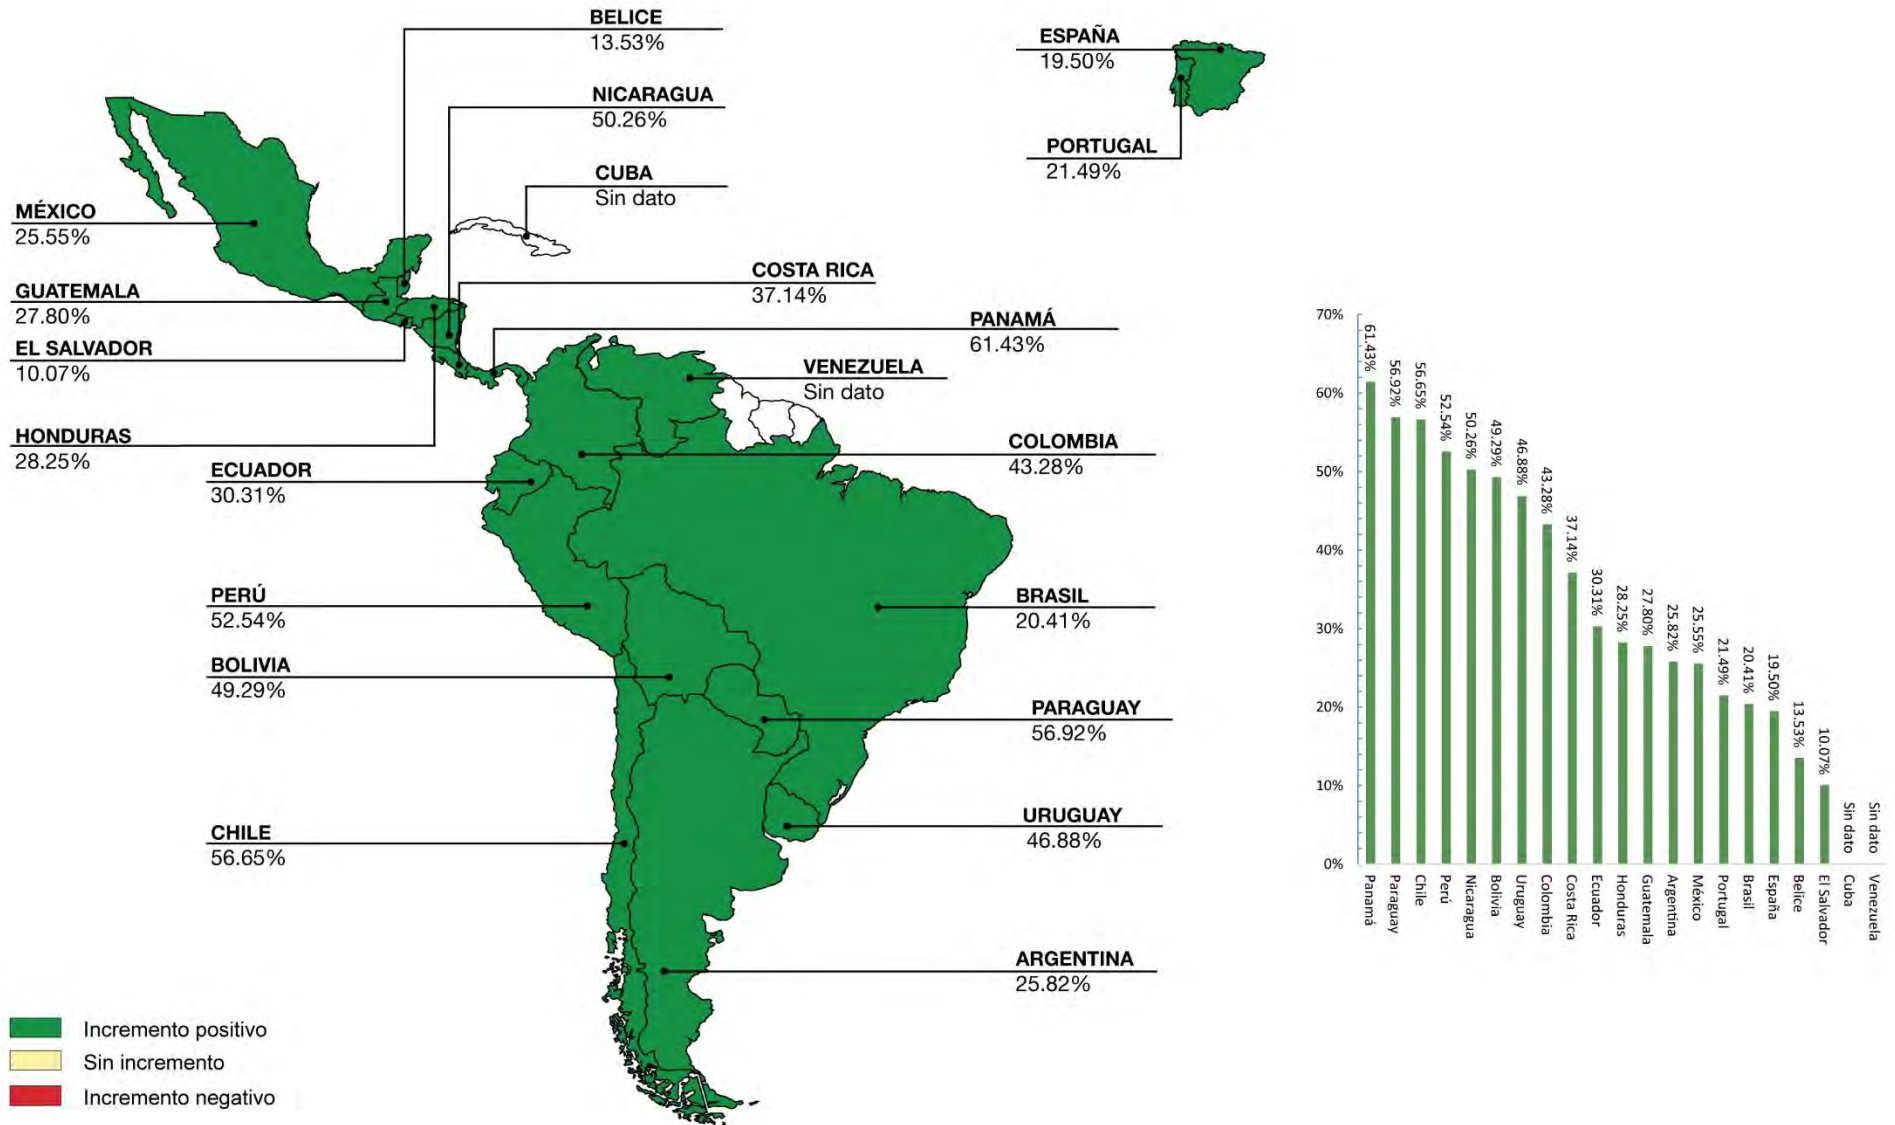 BELICE
13.53%
NICARAGUA
50.26%
CUBA
Sin dato
ESPAÑA
19.50%
PORTUGAL
21.49%
MÉXICO
25.55%
GUATEMALA
27.80%
EL SALVADOR
10.07%
HONDURAS
28.25%
COSTA RICA
37.14%
PANAMÁ
61.43%
VENEZUELA
Sin dato
COLOMBIA
43.28%
ECUADOR
30.31%
PERÚ
52.54%
BOLIVIA
49.29%
CHILE
56.65%
BRASIL
20.41%
PARAGUAY
56.92%
URUGUAY
46.88%
ARGENTINA
25.82%
Incremento positivo
Sin incremento
Incremento negativo
70%
60%
50%
40%
30%
20%
10%
0%
61.43%
56.92%
56.65%
52.54%
50.26%
49.29%
46.88%
43.28%
37.14%
30.31%
28.25%
27.80%
25.82%
25.55%
21.49%
20.41%
19.50%
13.53%
10.07%
Sin dato
Sin dato
Panamá
Paraguay
Chile
Perú
Nicaragua
Bolivia
Uruguay
Colombia
Costa Rica
Ecuador
Honduras
Guatemala
Argentina
México
Portugal
Brasil
España
Belice
El Salvador
Cuba
Venezuela